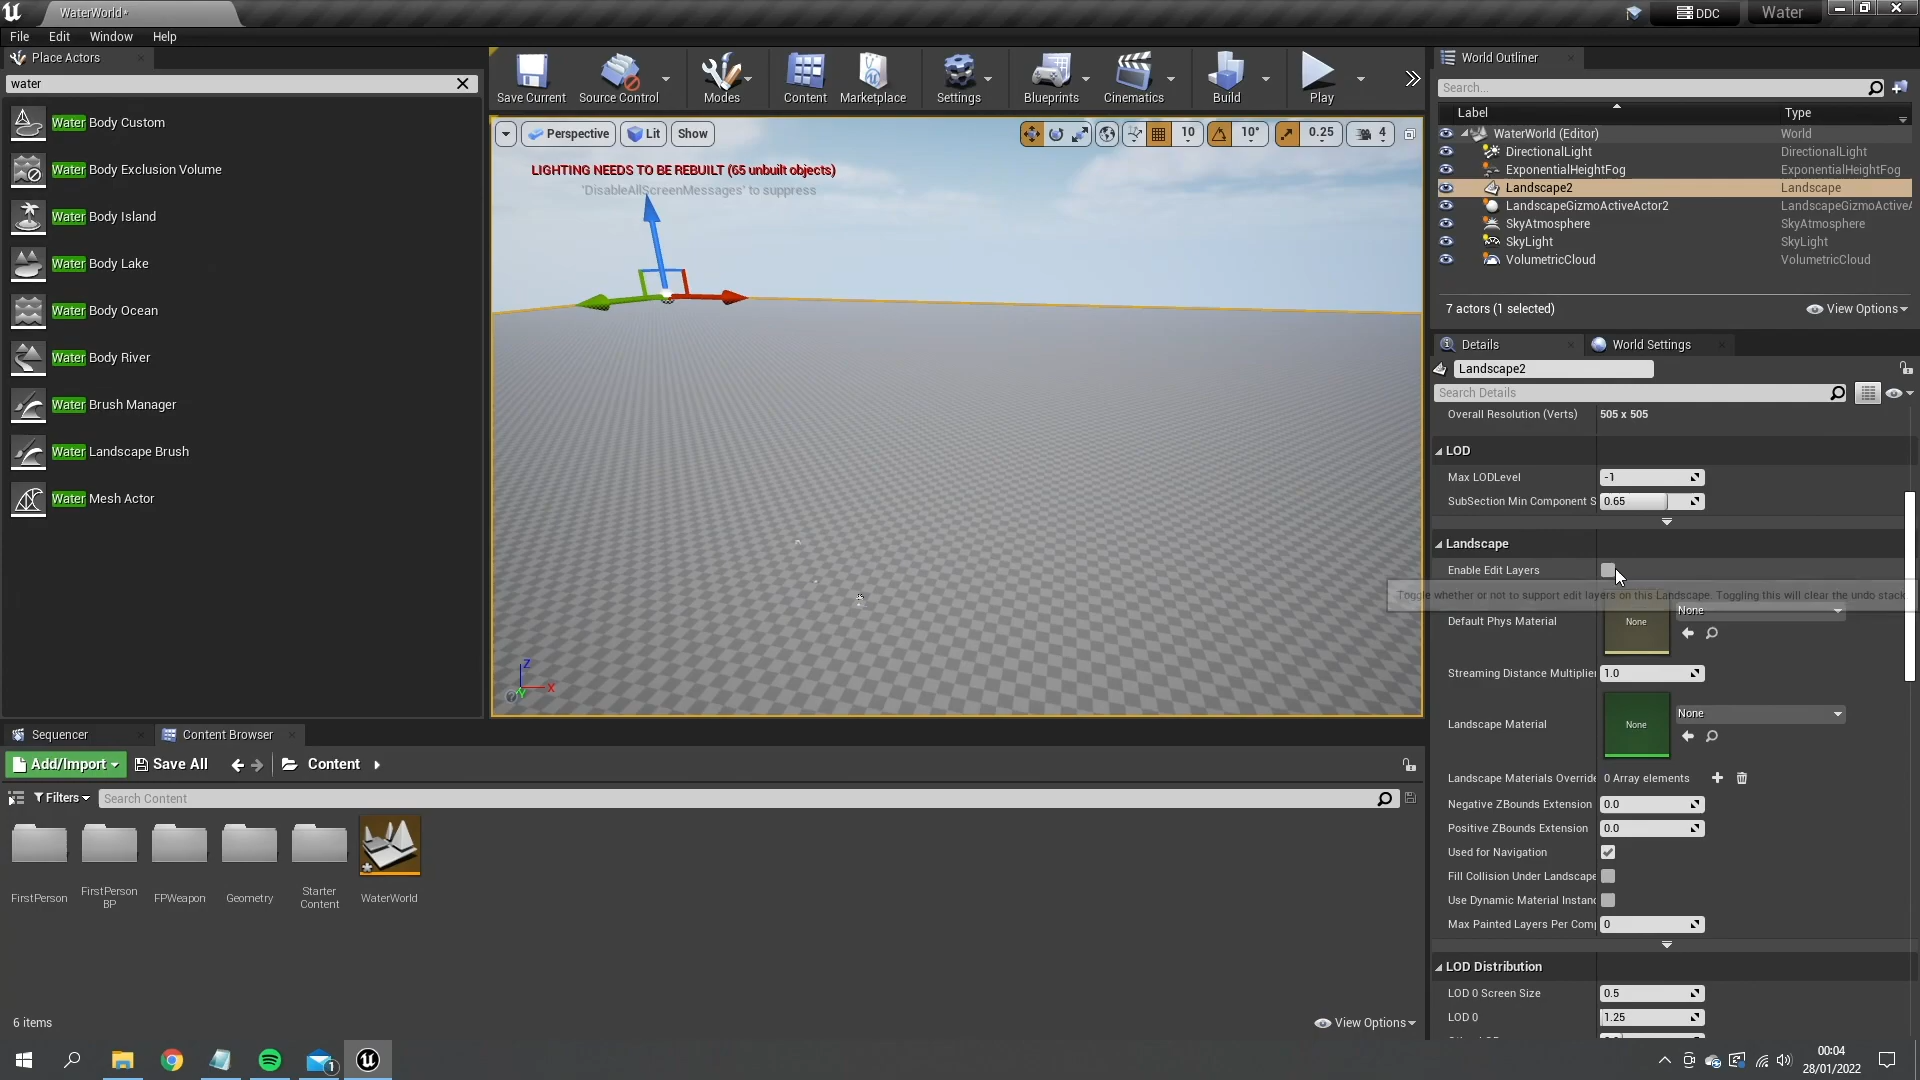 WaterWorld*
DDC
Water
File Edit Window Help
Place Actors
water
Water Body Custom
Water Body Exclusion Volume
Water Body Island
Water Body Lake
Water Body Ocean
Water Body River
Water Brush Manager
Water Landscape Brush
Water Mesh Actor
Save Current Source Control Modes Content Marketplace Settings Blueprints Cinematics Build Play
Perspective Lit Show 10 10° 0.25 4
LIGHTING NEEDS TO BE REBUILT (65 unbuilt objects)
'DisableAllScreenMessages' to suppress
Z
X
Y
World Outliner
Search...
Label Type
WaterWorld (Editor) World
DirectionalLight DirectionalLight
ExponentialHeightFog ExponentialHeightFog
Landscape2 Landscape
LandscapeGizmoActiveActor2 LandscapeGizmoActiveA
SkyAtmosphere SkyAtmosphere
SkyLight SkyLight
VolumetricCloud VolumetricCloud
7 actors (1 selected) View Options
Details World Settings
Landscape2
Search Details
Overall Resolution (Verts) 505 x 505
LOD
Max LODLevel -1
SubSection Min Component S 0.65
Landscape
Enable Edit Layers
Toggle whether or not to support edit layers on this Landscape. Toggling this will clear the undo stack
Default Phys Material None None
Streaming Distance Multiplier 1.0
Landscape Material None None
Landscape Materials Override 0 Array elements
Negative ZBounds Extension 0.0
Positive ZBounds Extension 0.0
Used for Navigation
Fill Collision Under Landscape
Use Dynamic Material Instanc
Max Painted Layers Per Comp 0
LOD Distribution
LOD 0 Screen Size 0.5
LOD 0 1.25
Sequencer Content Browser
Add/Import Save All Content
Filters Search Content
FirstPerson
FirstPerson
BP
FPWeapon
Geometry
Starter
Content
WaterWorld
6 items View Options
1
00:04
28/01/2022